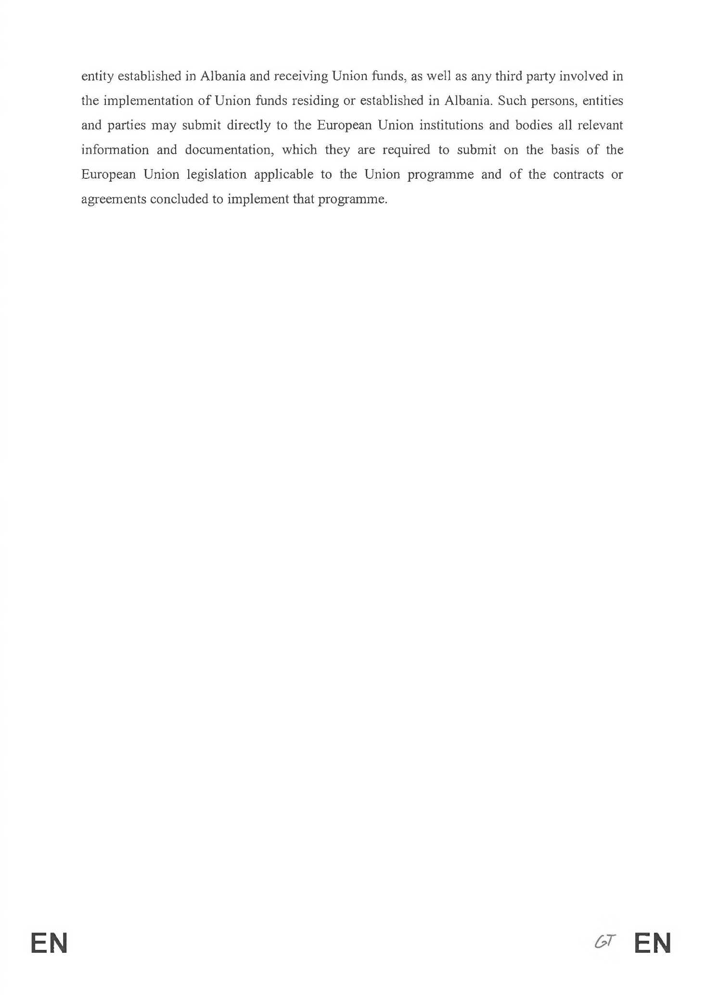 entity established in Albania and receiving Union funds, as well as any third party involved in
the implementation of Union funds residing or established in Albania. Such persons, entities
and parties may submit directly to the European Union institutions and bodies all relevant
information and documentation, which they are required to submit on the basis of the
European Union legislation applicable to the Union programme and of the contracts or
agreements concluded to implement that programme.
EN GT EN